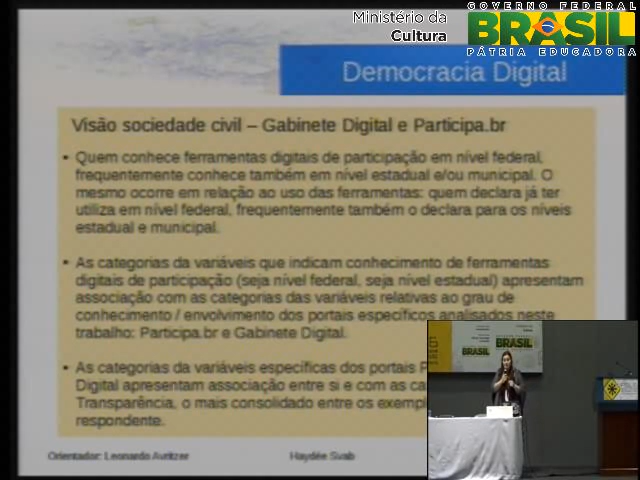 Ministério da
Cultura
GOVERNO FEDERAL
BRASIL
PÁTRIA EDUCADORA
Democracia Digital
Visão sociedade civil – Gabinete Digital e Participa.br
• Quem conhece ferramentas digitais de participação em nível federal,
frequentemente conhece também em nível estadual e/ou municipal. O
mesmo ocorre em relação ao uso das ferramentas: quem declara já ter
utiliza em nível federal, frequentemente também o declara para os níveis
estadual e municipal.
• As categorias da variáveis que indicam conhecimento de ferramentas
digitais de participação (seja nível federal, seja nível estadual) apresentam
associação com as categorias das variáveis relativas ao grau de
conhecimento / envolvimento dos portais específicos analisados neste
trabalho: Participa.br e Gabinete Digital.
• As categorias da variáveis específicas dos portais P
Digital apresentam associação entre si e com as ca
Transparência, o mais consolidado entre os exemp
respondente.
Orientador: Leonardo Avritzer
Haydée Svab
BRASIL
BRASIL